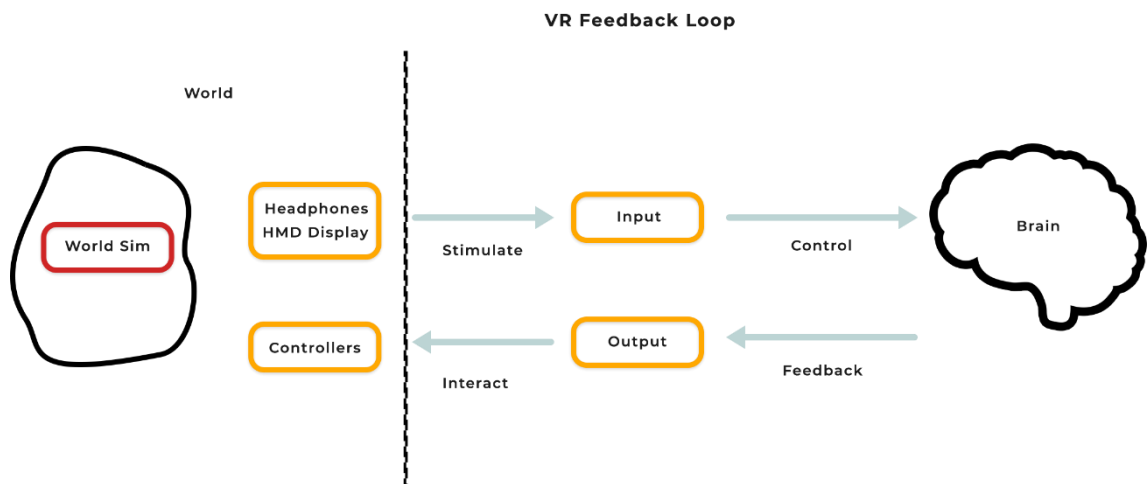 VR Feedback Loop
World
Headphones
HMD Display
World Sim
Stimulate
Input
Control
Brain
Controllers
Interact
Output
Feedback